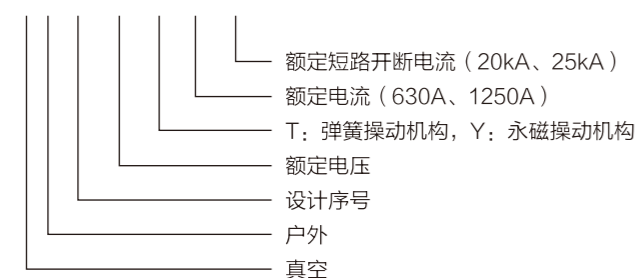 额定短路开断电流（20kA、25kA）
额定电流（630A、1250A）
T：弹簧操动机构，Y：永磁操动机构
额定电压
设计序号
户外
真空